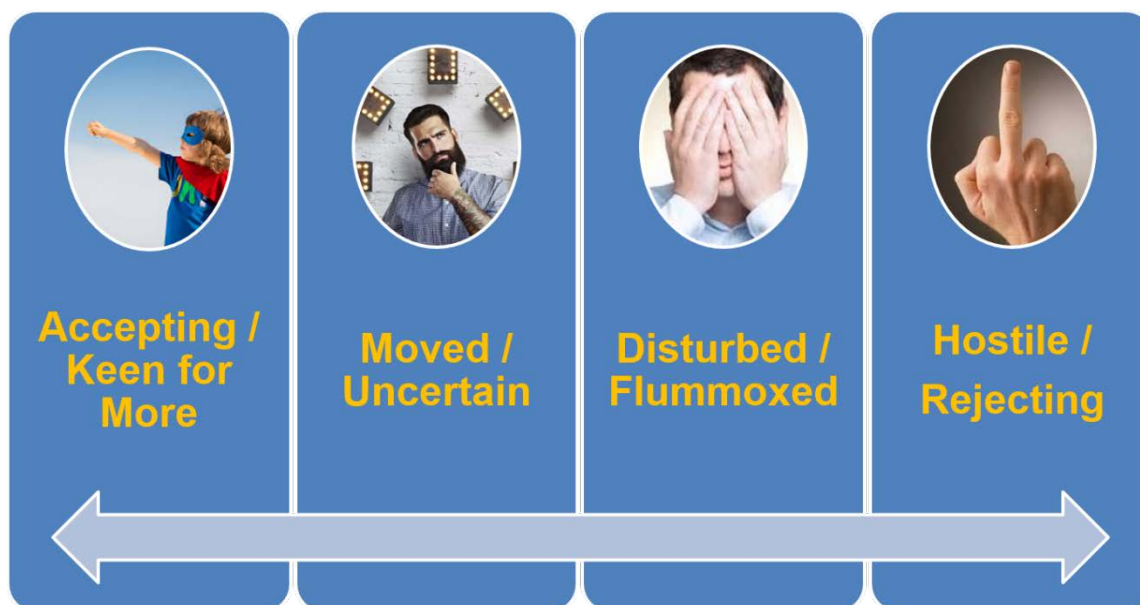 Accepting /
Keen for
More
Moved /
Uncertain
Disturbed /
Flummoxed
Hostile /
Rejecting